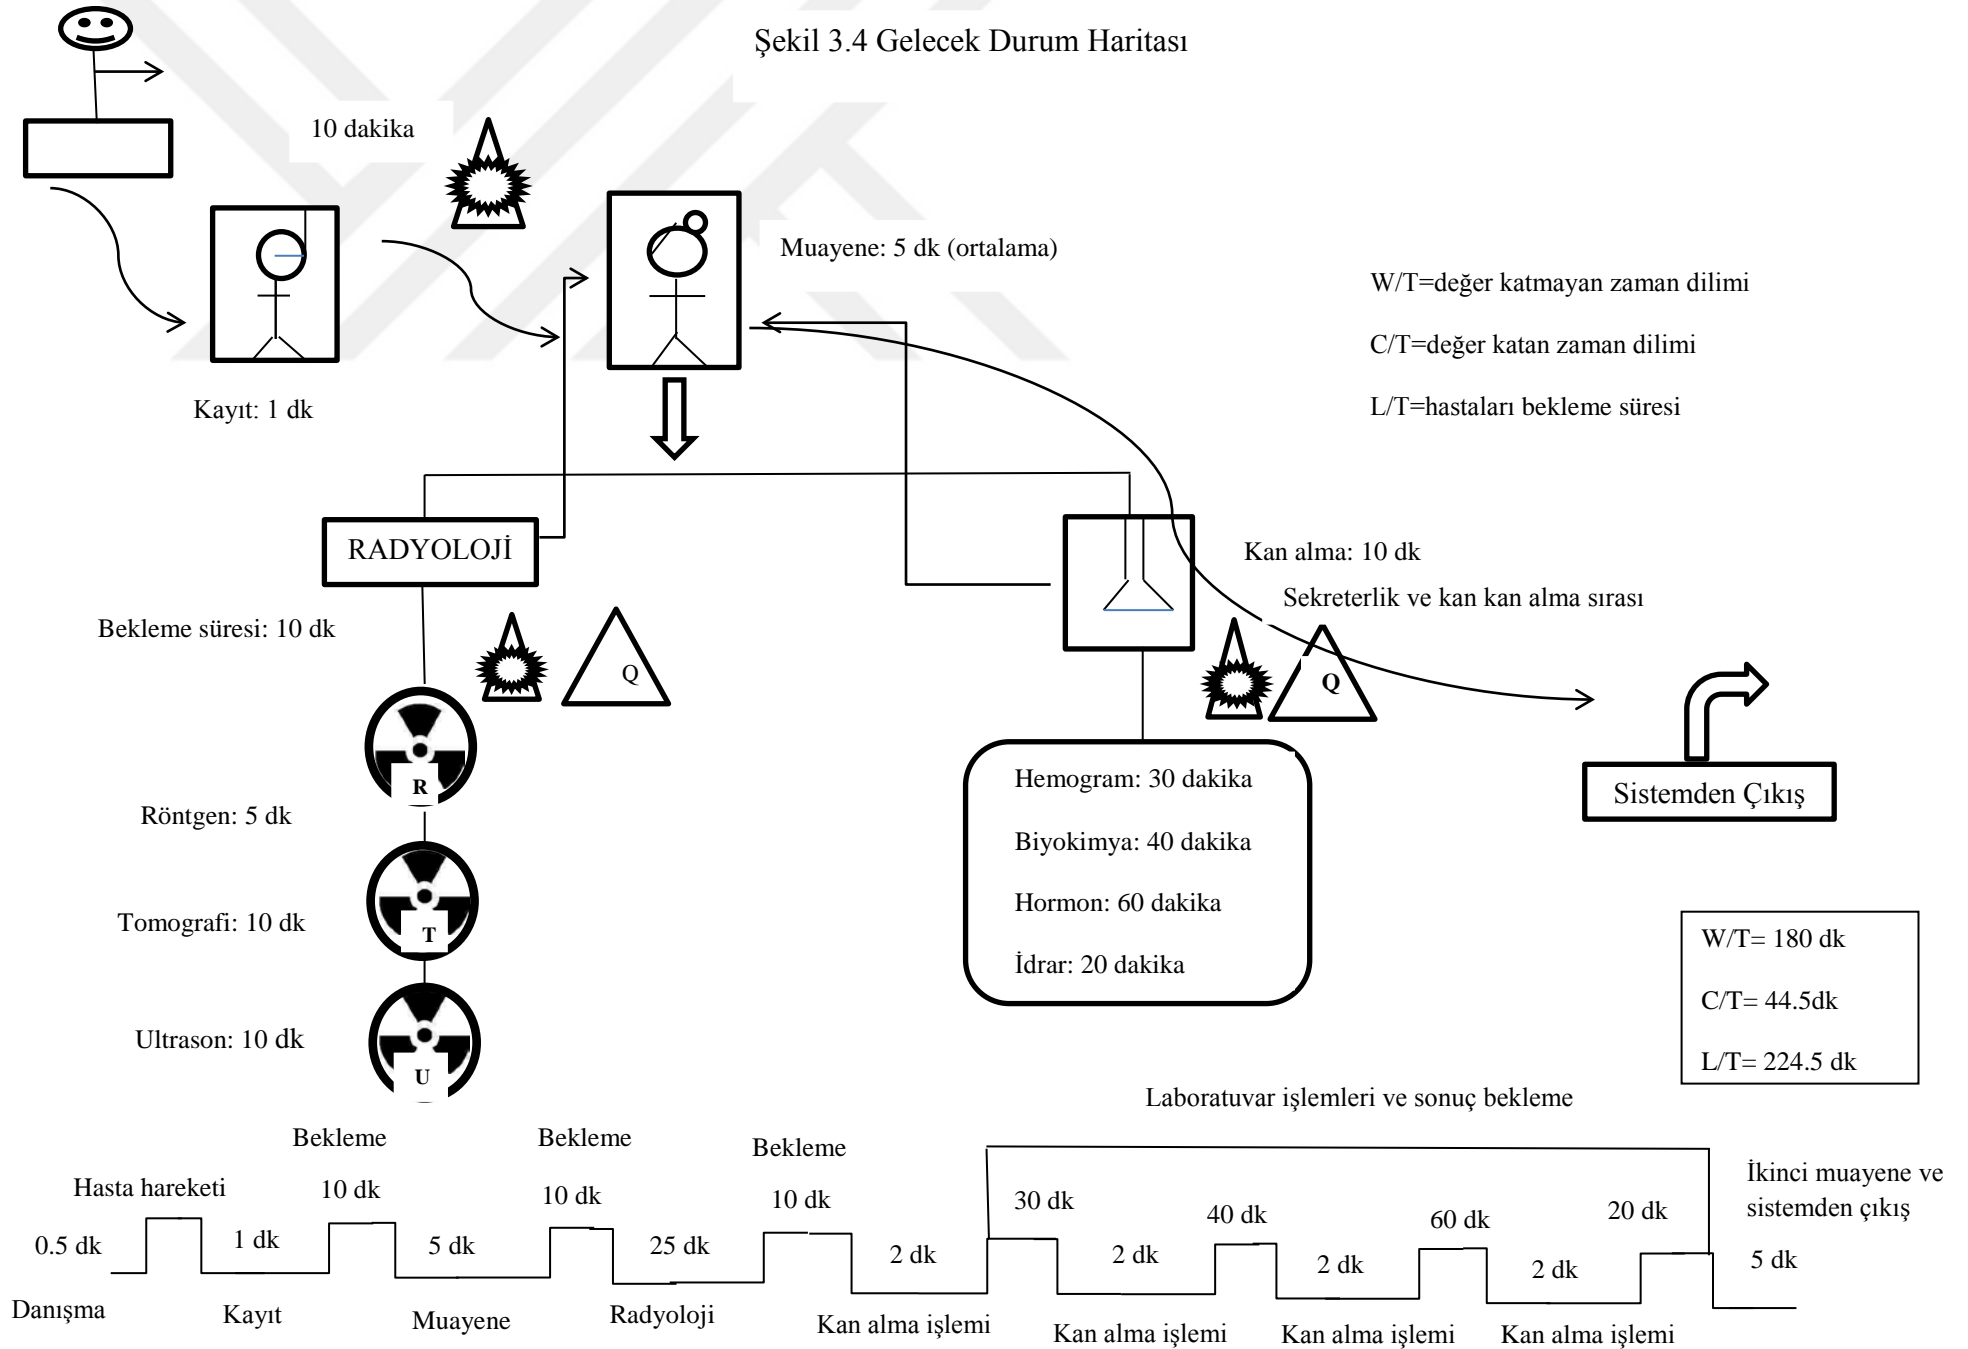 Şekil 3.4 Gelecek Durum Haritası
10 dakika
Muayene: 5 dk (ortalama)
W/T=değer katmayan zaman dilimi
C/T=değer katan zaman dilimi
L/T=hastaları bekleme süresi
Kayıt: 1 dk
RADYOLOJİ
Kan alma: 10 dk
Sekreterlik ve kan kan alma sırası
Bekleme süresi: 10 dk
Q
Q
R
Röntgen: 5 dk
T
Tomografi: 10 dk
U
Ultrason: 10 dk
Hemogram: 30 dakika
Biyokimya: 40 dakika
Hormon: 60 dakika
İdrar: 20 dakika
Sistemden Çıkış
W/T= 180 dk
C/T= 44.5dk
L/T= 224.5 dk
Laboratuvar işlemleri ve sonuç bekleme
Bekleme
Bekleme
Bekleme
Hasta hareketi
10 dk
10 dk
10 dk
30 dk
40 dk
60 dk
20 dk
İkinci muayene ve
sistemden çıkış
0.5 dk
1 dk
5 dk
25 dk
2 dk
2 dk
2 dk
2 dk
5 dk
Danışma
Kayıt
Muayene
Radyoloji
Kan alma işlemi
Kan alma işlemi
Kan alma işlemi
Kan alma işlemi